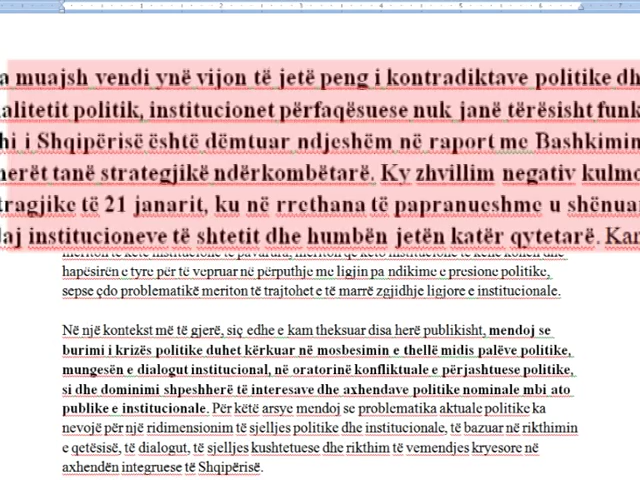 a muajsh vendi ynë vijon të jetë peng i kontradiktave politike dh
alitetit politik, institucionet përfaqësuese nuk janë tërësisht funk
hi i Shqipërisë është dëmtuar ndjeshëm në raport me Bashkimin
nerët tanë strategjikë ndërkombëtarë. Ky zhvillim negativ kulmo
tragjike të 21 janarit, ku në rrethana të papranueshme u shënua
daj institucioneve të shtetit dhe humbën jetën katër qytetarë. Kam
meriton të ketë institucione të pavarura, meriton që këto institucione të kenë kohën dhe
hapësirën e tyre për të vepruar në përputhje me ligjin pa ndikime e presione politike,
sepse çdo problematikë meriton të trajtohet e të marrë zgjidhje ligjore e institucionale.
Në një kontekst më të gjerë, siç edhe e kam theksuar disa herë publikisht, mendoj se
burimi i krizës politike duhet kërkuar në mosbesimin e thellë midis palëve politike,
mungesën e dialogut institucional, në oratorinë konfliktuale e përjashtuese politike,
si dhe dominimi shpeshherë të interesave dhe axhendave politike nominale mbi ato
publike e institucionale. Për këtë arsye mendoj se problematika aktuale politike ka
nevojë për një ridimensionim të sjelljes politike dhe institucionale, të bazuar në rikthimin
e qetësisë, të dialogut, të sjelljes kushtetuese dhe rikthim të vemendjes kryesore në
axhendën integruese të Shqipërisë.